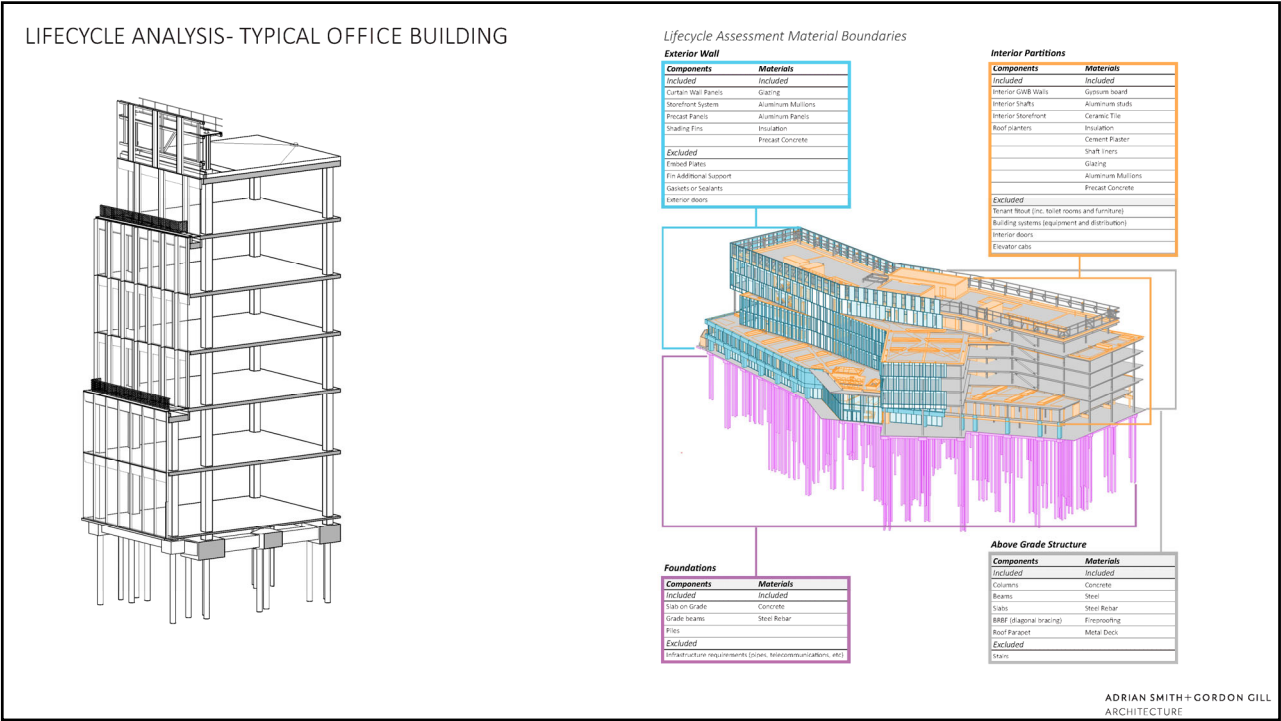 LIFECYCLE ANALYSIS- TYPICAL OFFICE BUILDING
Lifecycle Assessment Material Boundaries
Exterior Wall
Components Materials
Included Included
Curtain Wall Panels Glazing
Storefront System Aluminum Mullions
Precast Panels Aluminum Panels
Shading Fins Insulation
Precast Concrete
Excluded
Embed Plates
Fin Additional Support
Gaskets or Sealants
Exterior doors
Interior Partitions
Components Materials
Included Included
Interior GWB Walls Gypsum board
Interior Shafts Aluminum studs
Interior Storefront Ceramic Tile
Roof planters Insulation
Cement Plaster
Shaft liners
Glazing
Aluminum Mullions
Precast Concrete
Excluded
Tenant fitout (inc. toilet rooms and furniture)
Building systems (equipment and distribution)
Interior doors
Elevator cabs
Foundations
Components Materials
Included Included
Slab on Grade Concrete
Grade beams Steel Rebar
Piles
Excluded
Infrastructure requirements (pipes, telecommunications, etc)
Above Grade Structure
Components Materials
Included Included
Columns Concrete
Beams Steel
Slabs Steel Rebar
BRBF (diagonal bracing) Fireproofing
Roof Parapet Metal Deck
Excluded
Stairs
ADRIAN SMITH+GORDON GILL
ARCHITECTURE